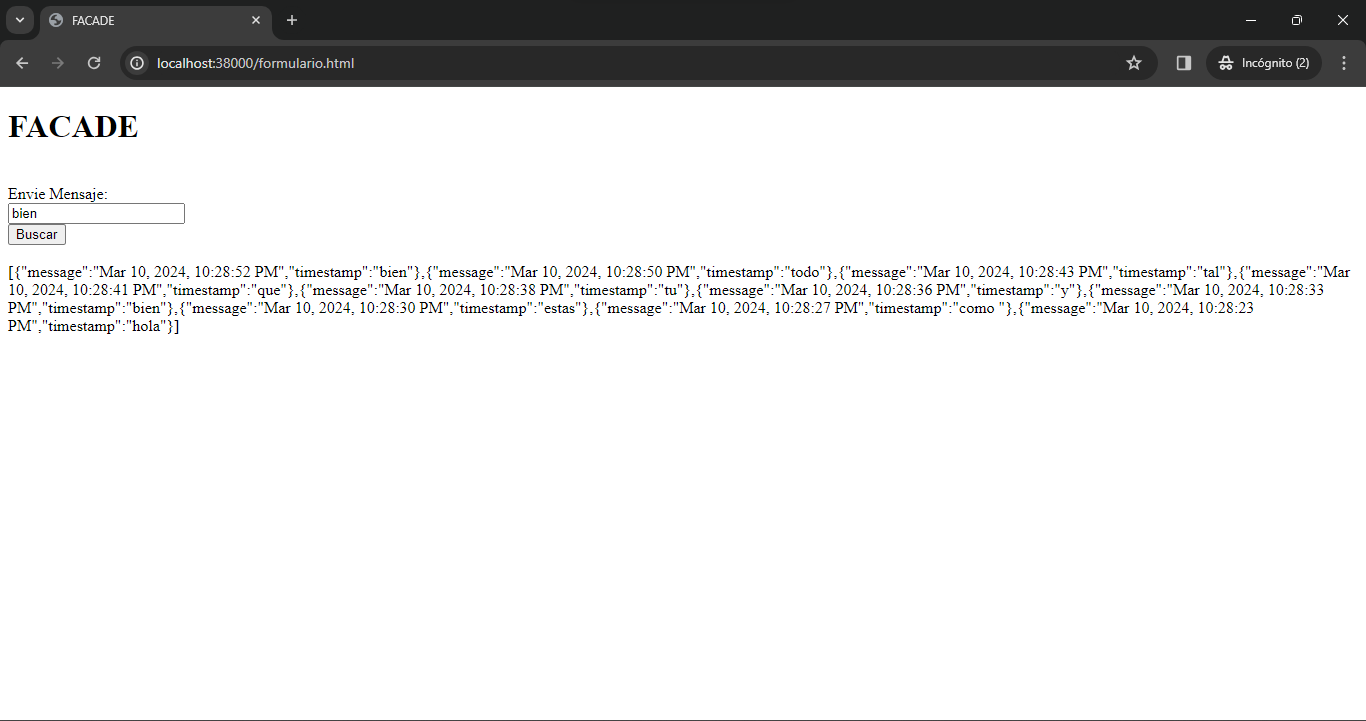 FACADE
localhost:38000/formulario.html
Incógnito (2)
FACADE
Envie Mensaje:
bien
Buscar
[{"message":"Mar 10, 2024, 10:28:52 PM","timestamp":"bien"},{"message":"Mar 10, 2024, 10:28:50 PM","timestamp":"todo"},{"message":"Mar 10, 2024, 10:28:43 PM","timestamp":"tal"},{"message":"Mar
10, 2024, 10:28:41 PM","timestamp":"que"},{"message":"Mar 10, 2024, 10:28:38 PM","timestamp":"tu"},{"message":"Mar 10, 2024, 10:28:36 PM","timestamp":"y"},{"message":"Mar 10, 2024, 10:28:33
PM","timestamp":"bien"},{"message":"Mar 10, 2024, 10:28:30 PM","timestamp":"estas"},{"message":"Mar 10, 2024, 10:28:27 PM","timestamp":"como "},{"message":"Mar 10, 2024, 10:28:23
PM","timestamp":"hola"}]